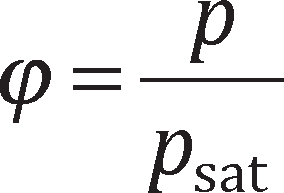 φ = p / p_sat